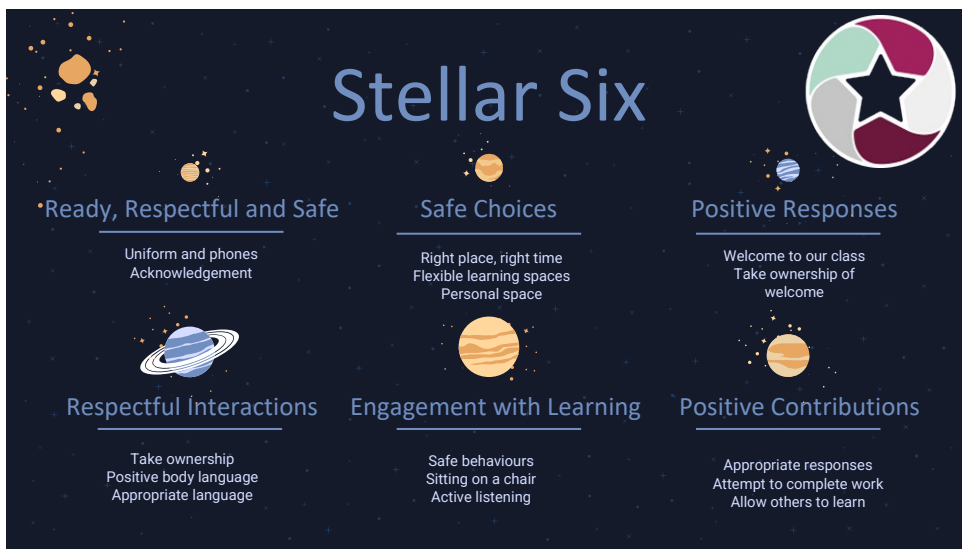 Stellar Six
Ready, Respectful and Safe
Uniform and phones
Acknowledgement
Safe Choices
Right place, right time
Flexible learning spaces
Personal space
Positive Responses
Welcome to our class
Take ownership of
welcome
Respectful Interactions
Take ownership
Positive body language
Appropriate language
Engagement with Learning
Safe behaviours
Sitting on a chair
Active listening
Positive Contributions
Appropriate responses
Attempt to complete work
Allow others to learn